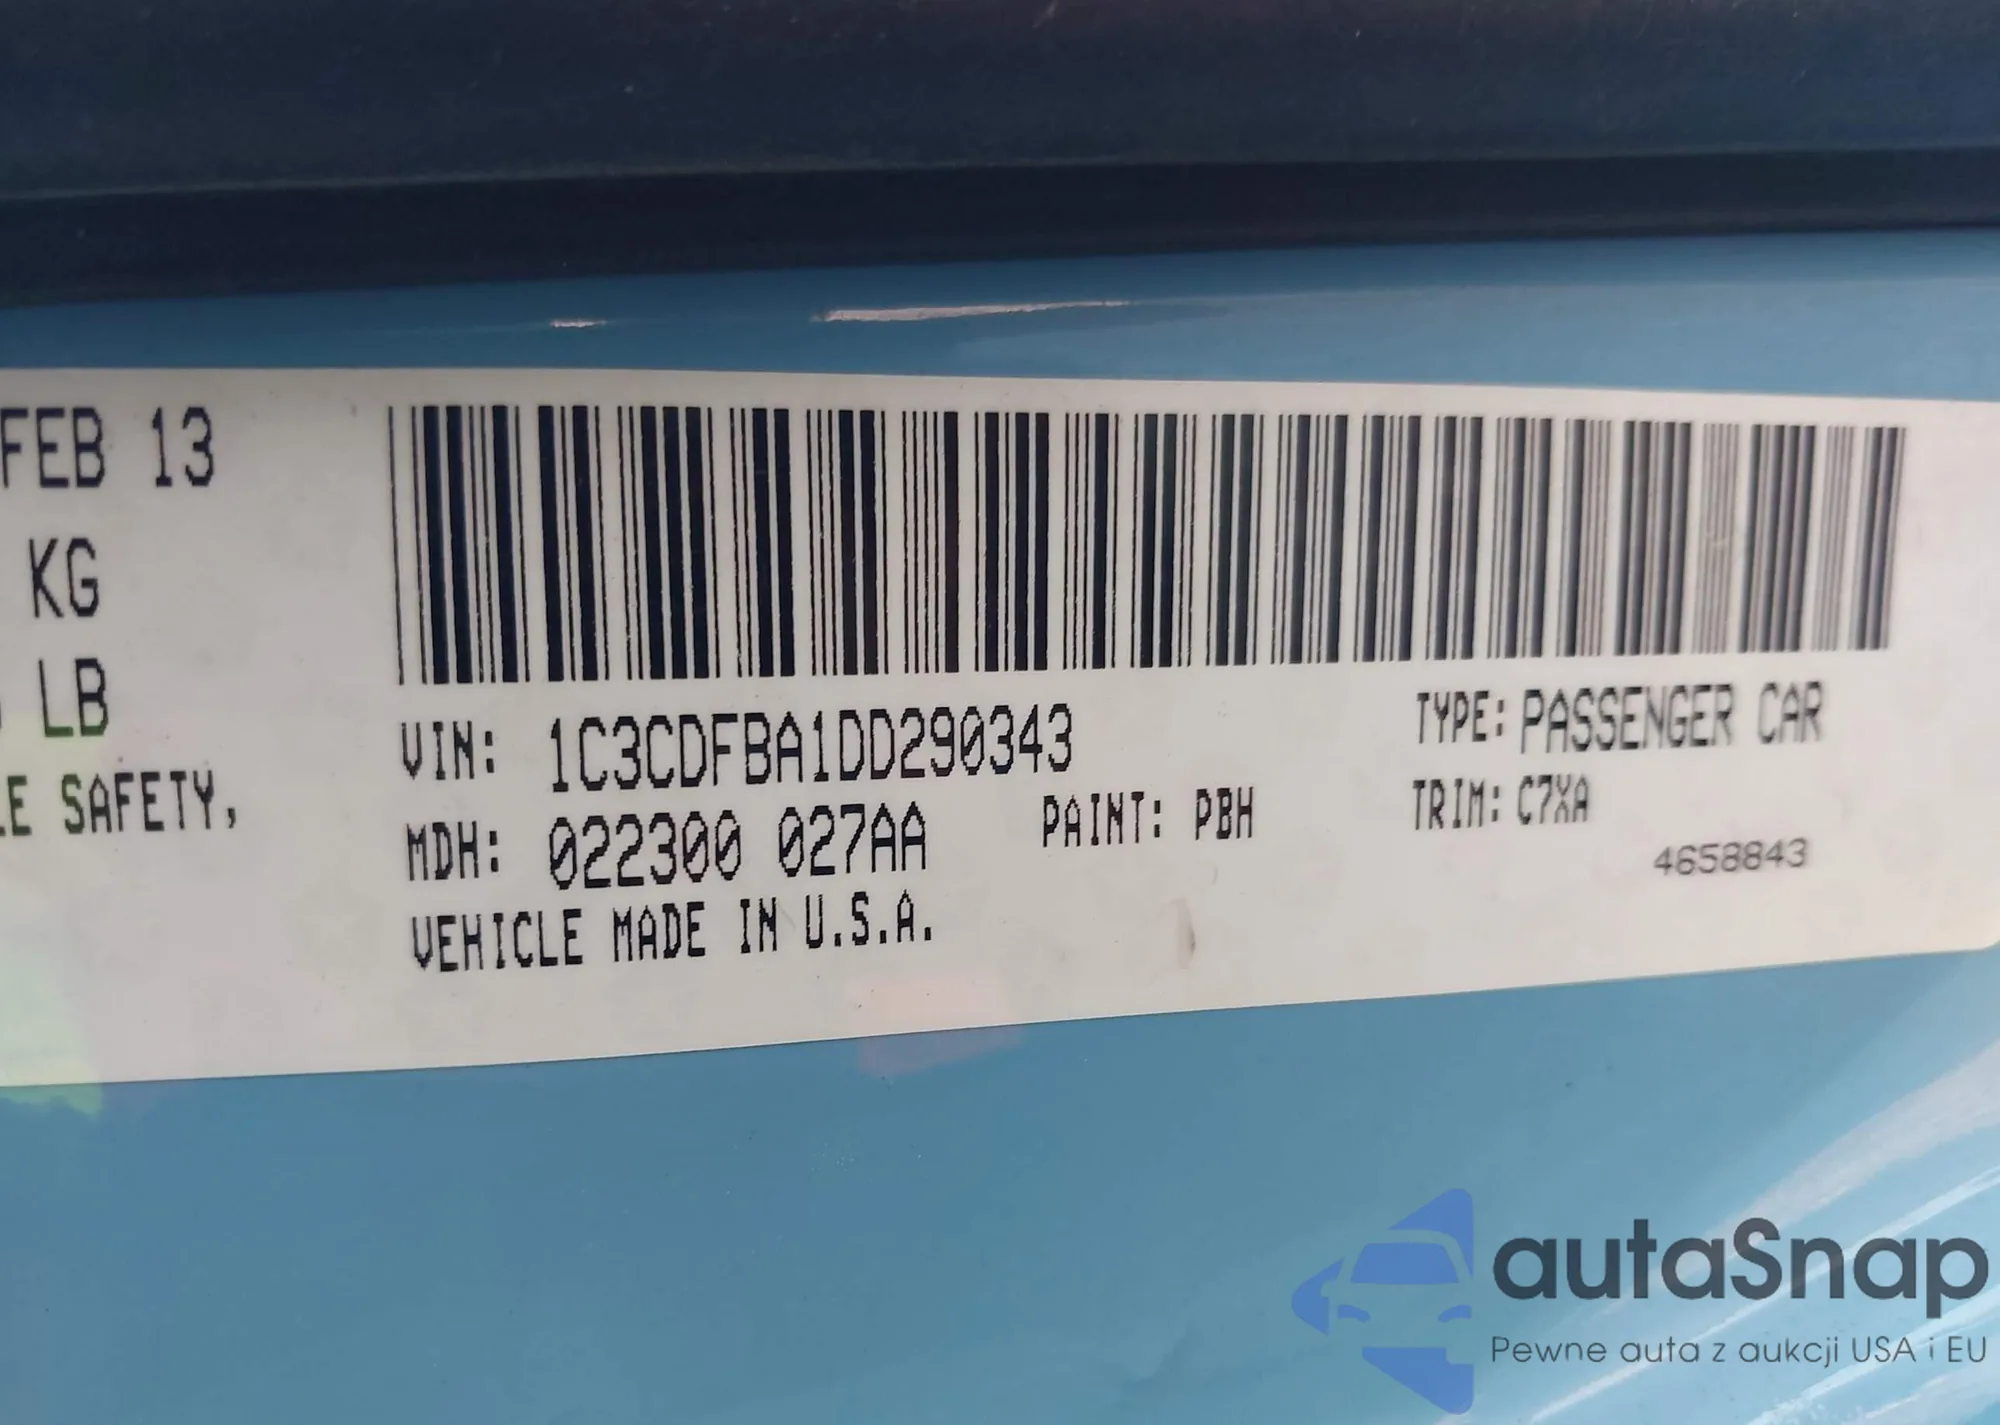 FEB 13
KG
LB
LE SAFETY,
VIN: 1C3CDFBA1DD290343
TYPE: PASSENGER CAR
MDH: 022300 027AA
PAINT: PBH
TRIM: C7XA
4658843
VEHICLE MADE IN U.S.A.
autaSnap
Pewne auta z aukcji USA i EU